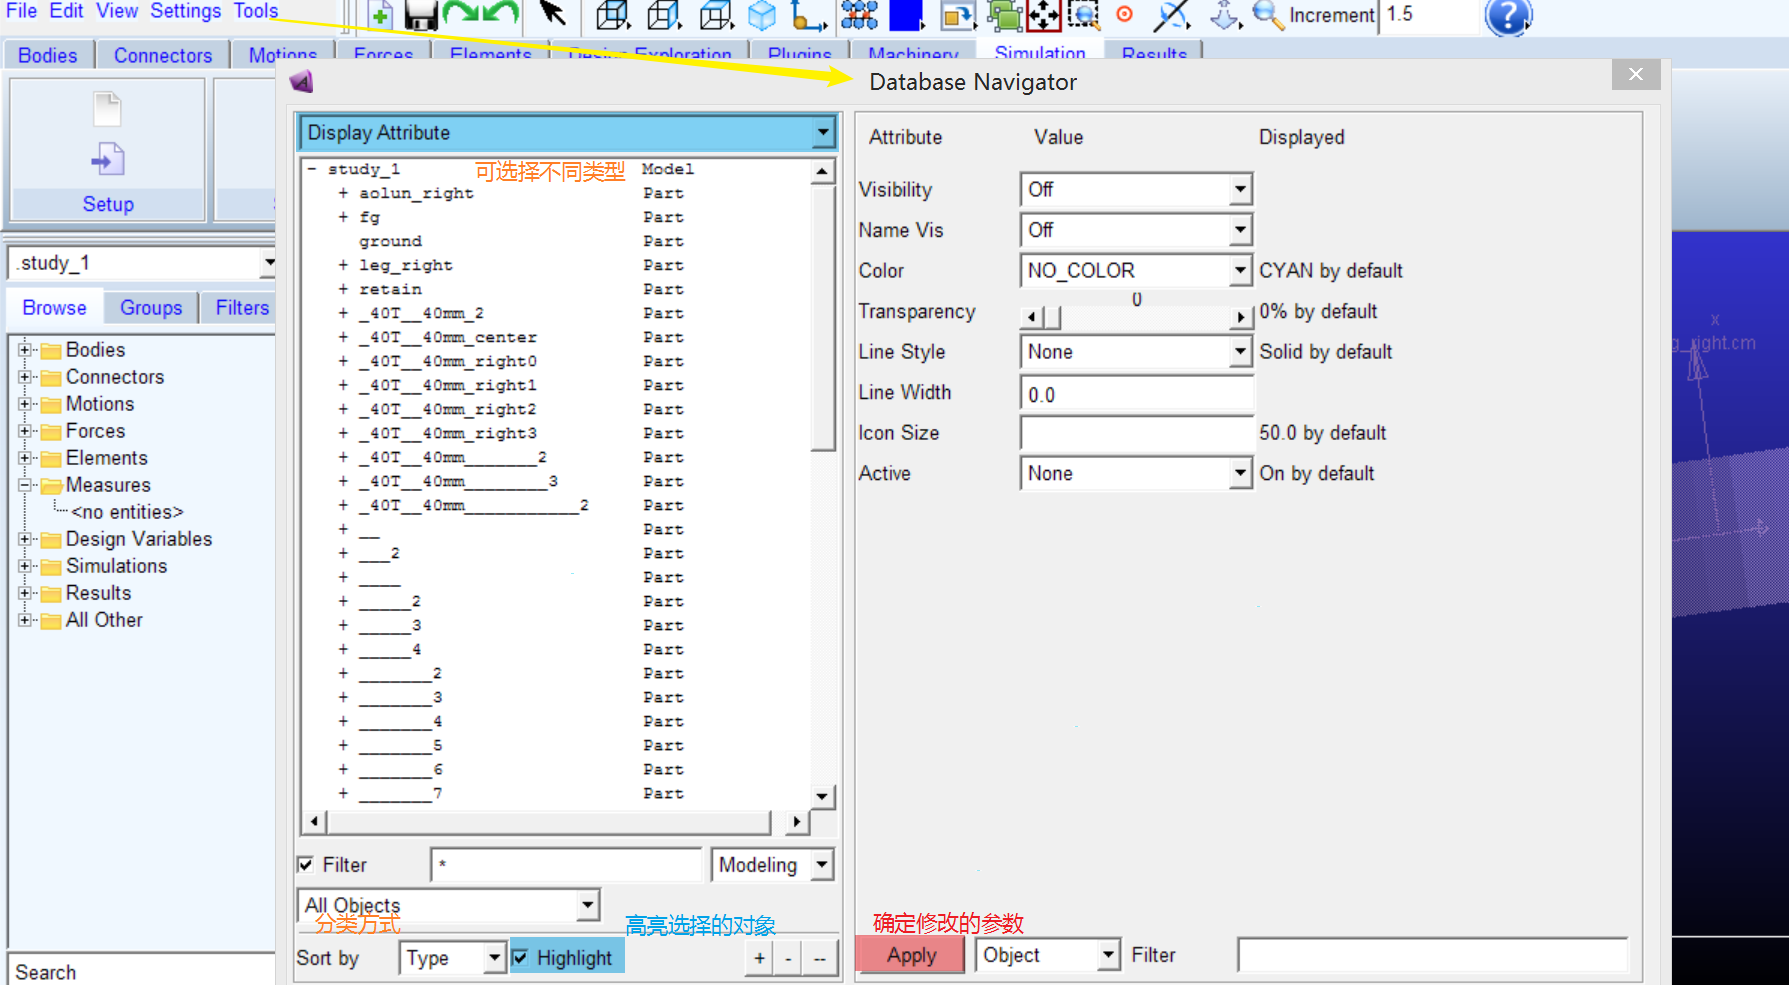 File Edit View Settings Tools
Increment 1.5
?
Bodies Connectors Motions Forces Elements Design Exploration Plugins Machinery Simulation Results
Database Navigator
Setup
.study_1
Browse Groups Filters
Bodies
Connectors
Motions
Forces
Elements
Measures
<no entities>
Design Variables
Simulations
Results
All Other
Search
Display Attribute
可选择不同类型
- study_1 Model
+ aolun_right Part
+ fg Part
ground Part
+ leg_right Part
+ retain Part
+ _40T__40mm_2 Part
+ _40T__40mm_center Part
+ _40T__40mm_right0 Part
+ _40T__40mm_right1 Part
+ _40T__40mm_right2 Part
+ _40T__40mm_right3 Part
+ _40T__40mm_______2 Part
+ _40T__40mm________3 Part
+ _40T__40mm___________2 Part
+ __ Part
+ ___2 Part
+ ____ Part
+ _____2 Part
+ _____3 Part
+ _____4 Part
+ _______2 Part
+ _______3 Part
+ _______4 Part
+ _______5 Part
+ _______6 Part
+ _______7 Part
Filter * Modeling
All Objects
分类方式
高亮选择的对象
Sort by Type Highlight + - --
Attribute Value Displayed
Visibility Off
Name Vis Off
Color NO_COLOR CYAN by default
Transparency 0 0% by default
Line Style None Solid by default
Line Width 0.0
Icon Size 50.0 by default
Active None On by default
确定修改的参数
Apply Object Filter
x
g_right.cm